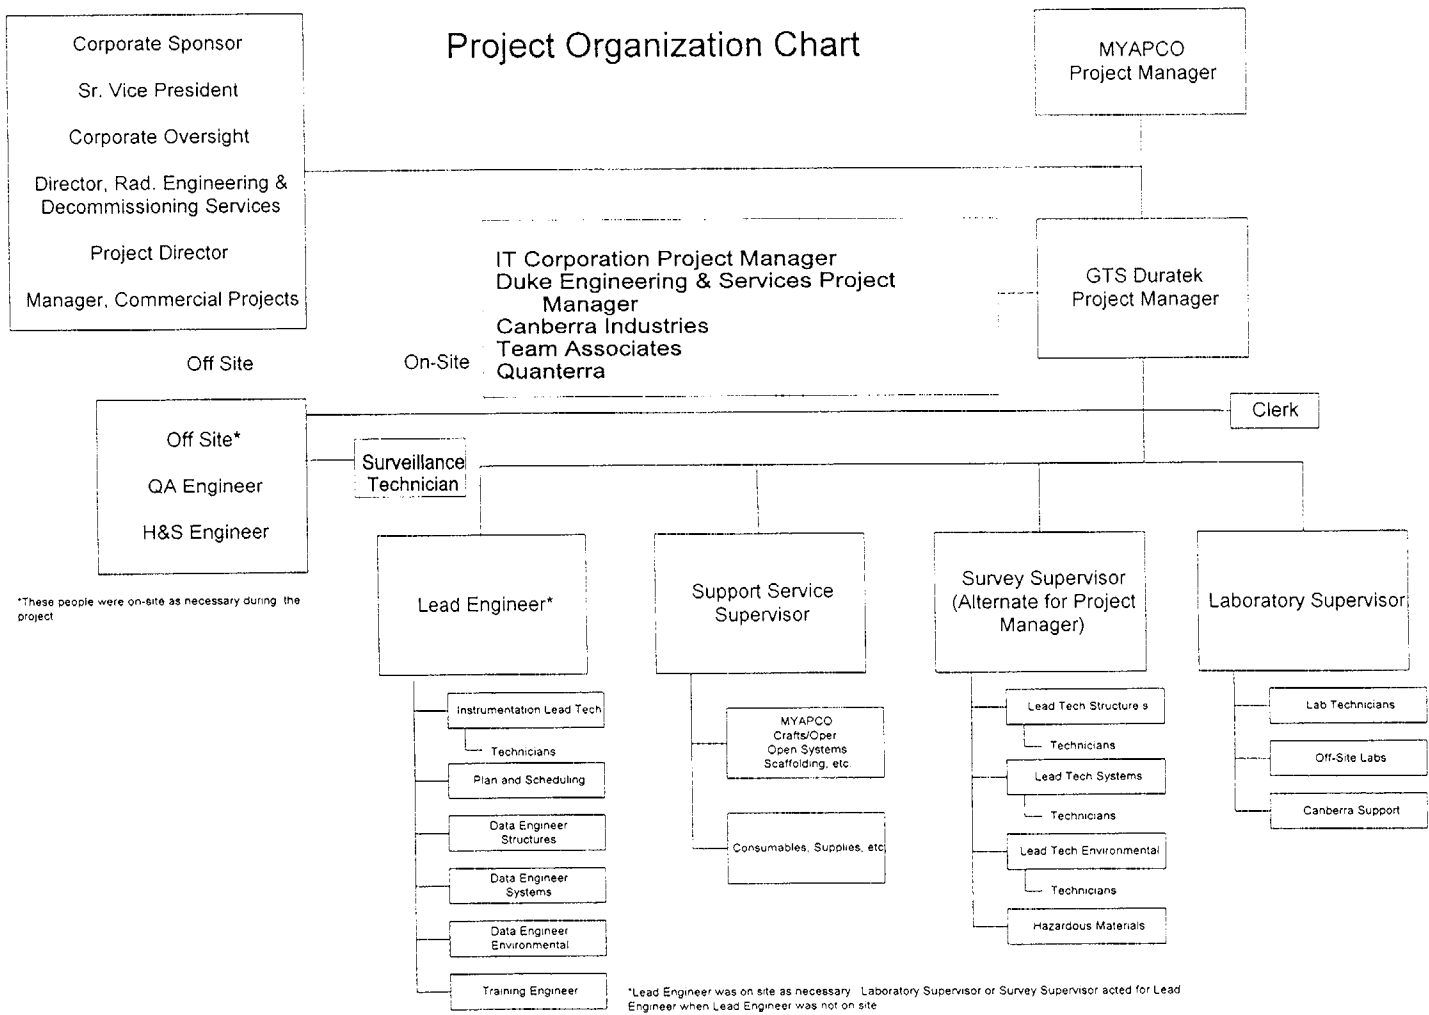 Project Organization Chart
Corporate Sponsor
Sr. Vice President
Corporate Oversight
Director, Rad. Engineering &
Decommissioning Services
Project Director
Manager, Commercial Projects
MYAPCO
Project Manager
GTS Duratek
Project Manager
IT Corporation Project Manager
Duke Engineering & Services Project
Manager
Canberra Industries
Team Associates
Quanterra
Off Site
On-Site
Clerk
Off Site*
QA Engineer
H&S Engineer
Surveillance
Technician
*These people were on-site as necessary during the
project
Lead Engineer*
Instrumentation Lead Tech
Technicians
Plan and Scheduling
Data Engineer
Structures
Data Engineer
Systems
Data Engineer
Environmental
Training Engineer
Support Service
Supervisor
MYAPCO
Crafts/Oper
Open Systems
Scaffolding, etc.
Consumables, Supplies, etc
Survey Supervisor
(Alternate for Project
Manager)
Lead Tech Structure s
Technicians
Lead Tech Systems
Technicians
Lead Tech Environmental
Technicians
Hazardous Materials
Laboratory Supervisor
Lab Technicians
Off-Site Labs
Canberra Support
*Lead Engineer was on site as necessary Laboratory Supervisor or Survey Supervisor acted for Lead
Engineer when Lead Engineer was not on site